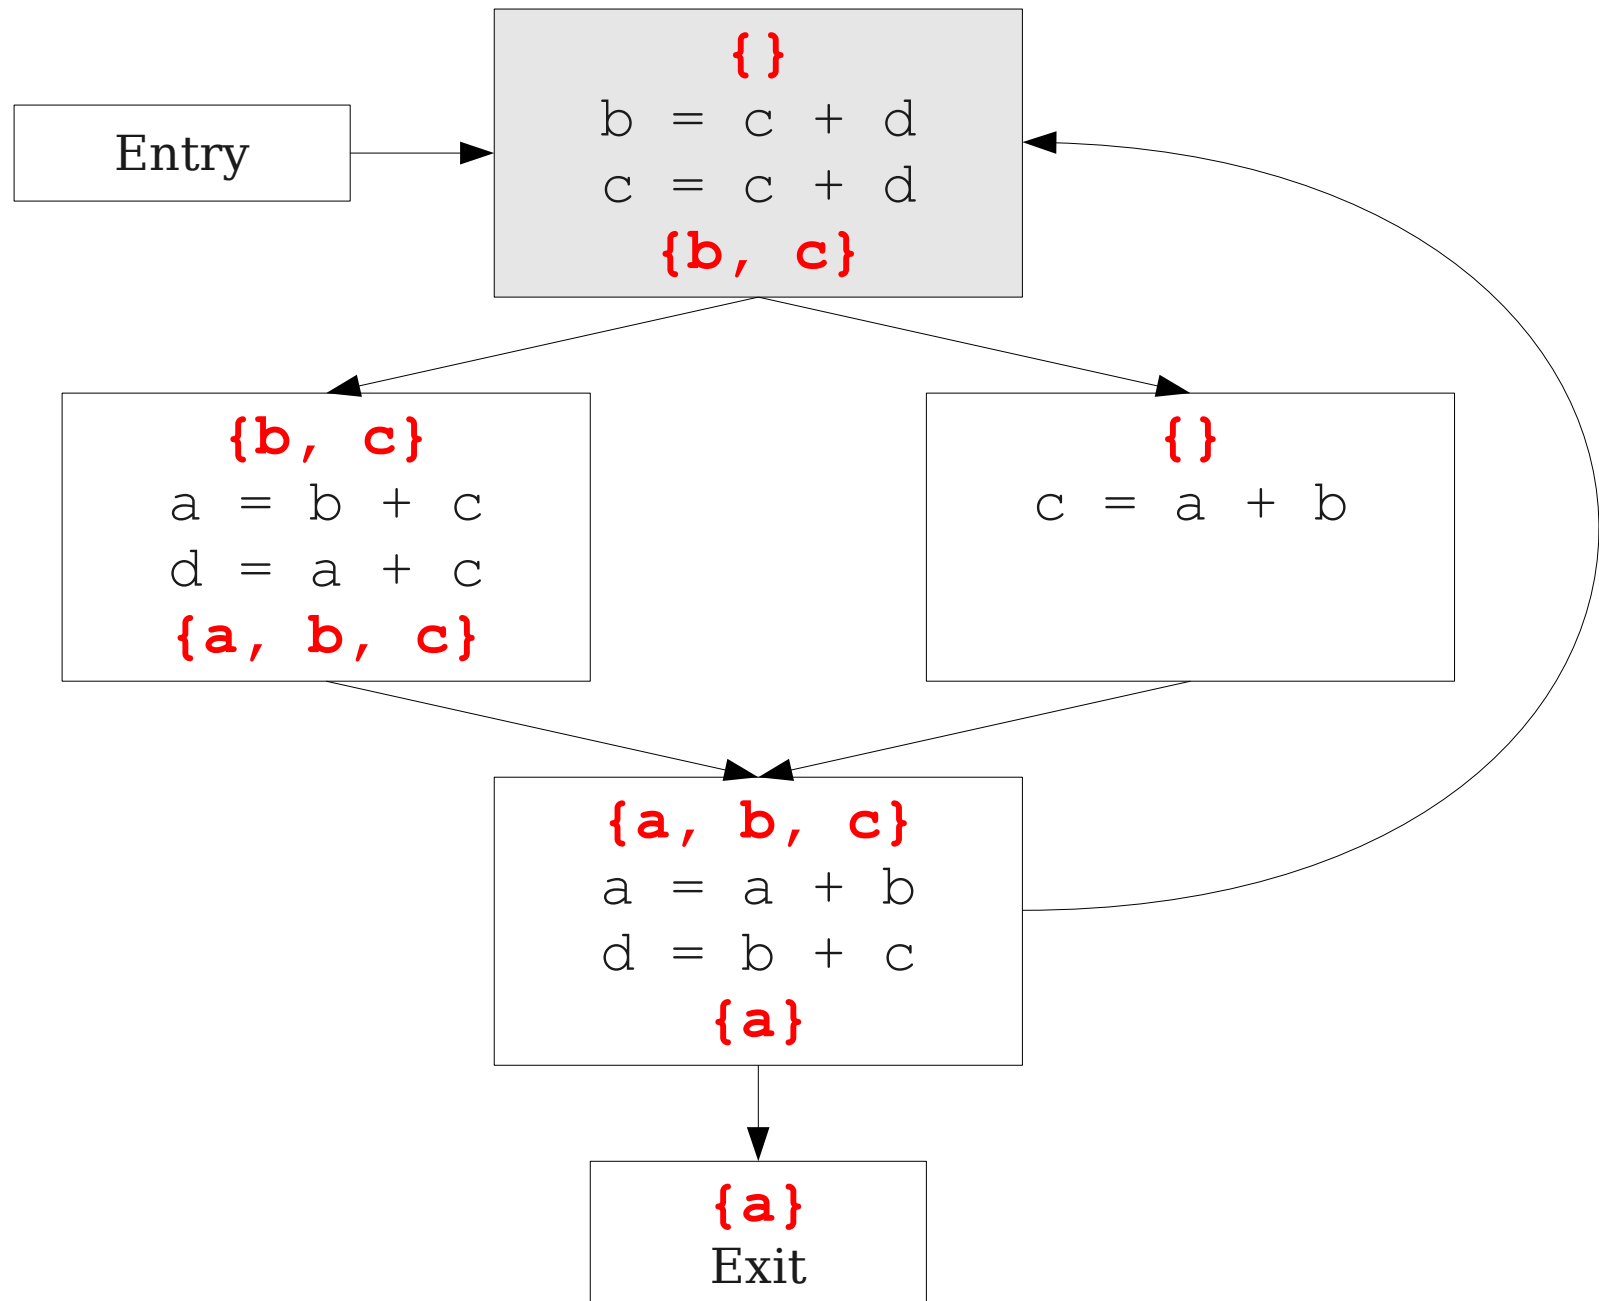 {}
b = c + d
c = c + d
{b, c}
Entry
{b, c}
a = b + c
d = a + c
{a, b, c}
{}
c = a + b
{a, b, c}
a = a + b
d = b + c
{a}
{a}
Exit